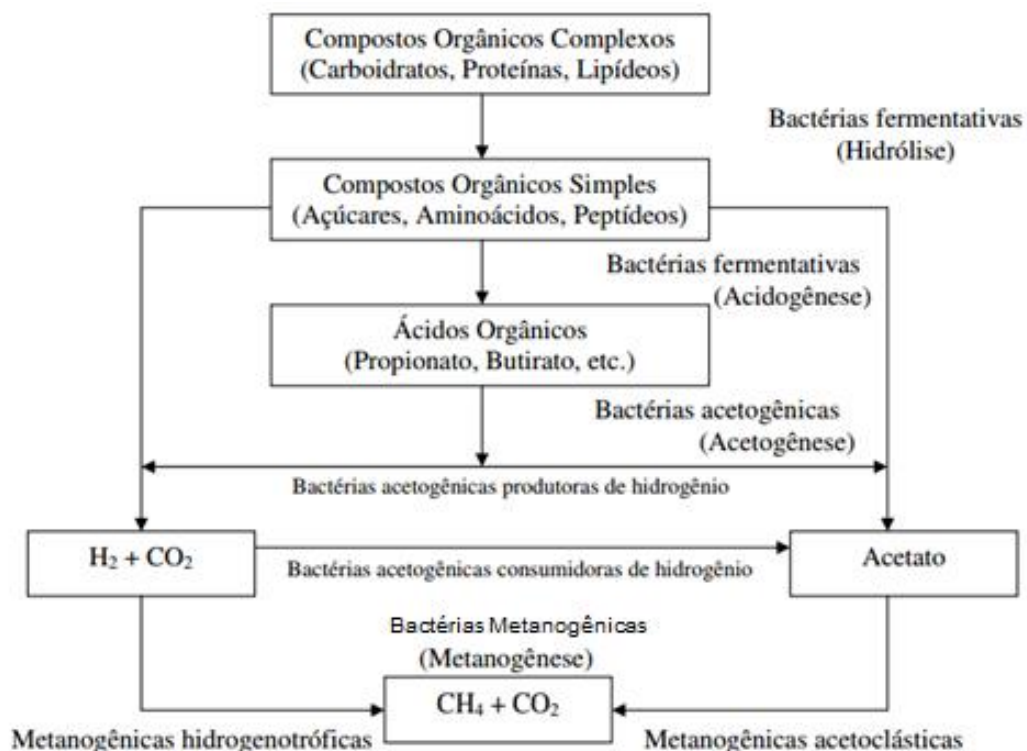 Compostos Orgânicos Complexos
(Carboidratos, Proteínas, Lipídeos)
Bactérias fermentativas
(Hidrólise)
Compostos Orgânicos Simples
(Açúcares, Aminoácidos, Peptídeos)
Bactérias fermentativas
(Acidogênese)
Ácidos Orgânicos
(Propionato, Butirato, etc.)
Bactérias acetogênicas
(Acetogênese)
Bactérias acetogênicas produtoras de hidrogênio
H₂ + CO₂
Bactérias acetogênicas consumidoras de hidrogênio
Acetato
Bactérias Metanogênicas
(Metanogênese)
CH₄ + CO₂
Metanogênicas hidrogenotróficas
Metanogênicas acetoclásticas